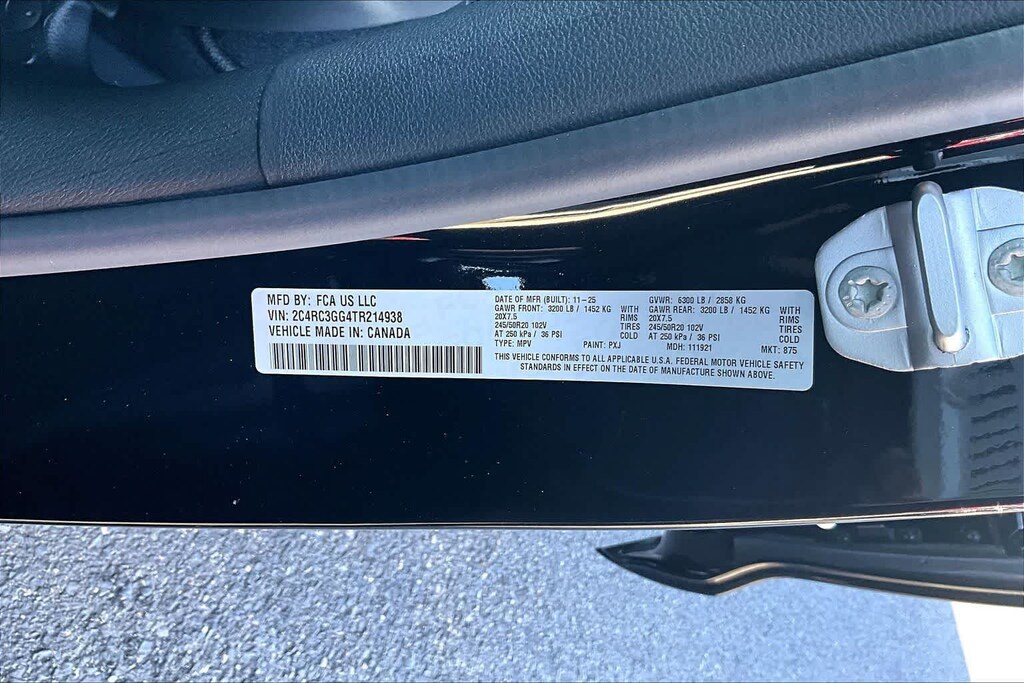 MFD BY: FCA US LLC
VIN: 2C4RC3GG4TR214938
VEHICLE MADE IN: CANADA
DATE OF MFR (BUILT): 11-25
GAWR FRONT: 3200 LB / 1452 KG WITH
20X7.5 RIMS
245/50R20 102V TIRES
AT 250 kPa / 36 PSI COLD
TYPE: MPV
GVWR: 6300 LB / 2858 KG
GAWR REAR: 3200 LB / 1452 KG WITH
20X7.5 RIMS
245/50R20 102V TIRES
AT 250 kPa / 36 PSI COLD
PAINT: PXJ MDH: 111921 MKT: 875
THIS VEHICLE CONFORMS TO ALL APPLICABLE U.S.A. FEDERAL MOTOR VEHICLE SAFETY
STANDARDS IN EFFECT ON THE DATE OF MANUFACTURE SHOWN ABOVE.